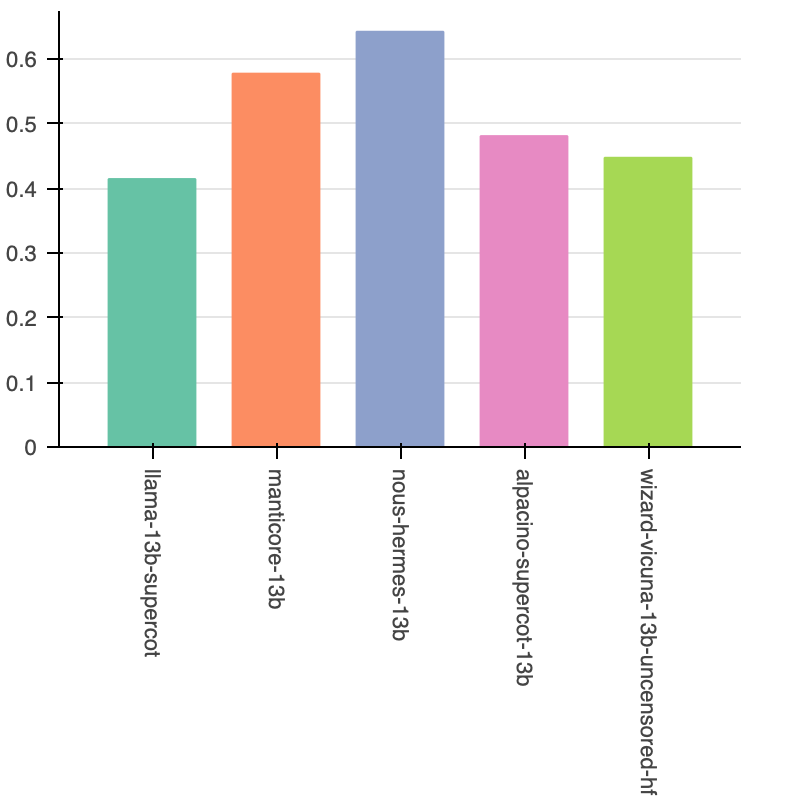 0.6
0.5
0.4
0.3
0.2
0.1
0
llama-13b-supercot
manticore-13b
nous-hermes-13b
alpacino-supercot-13b
wizard-vicuna-13b-uncensored-hf